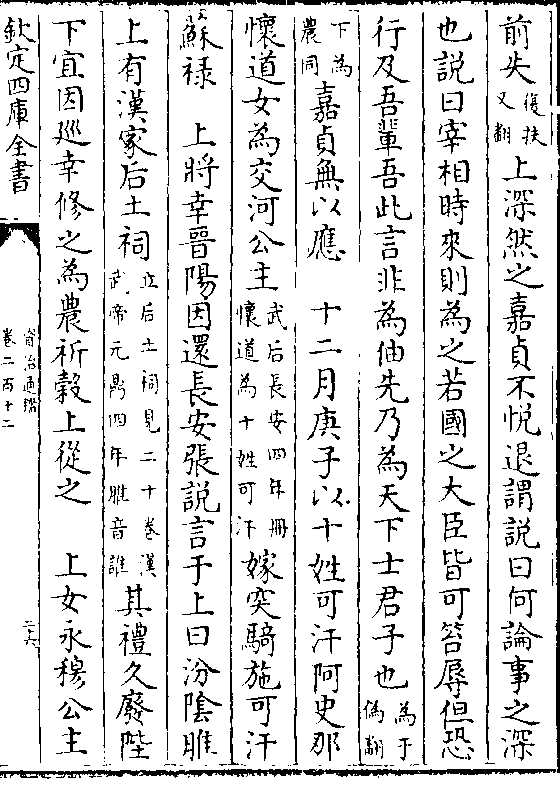 前失復扶又翻上深然之嘉貞不悅退謂說曰何論事之深
也說曰宰相時來則為之若國之大臣皆可笞辱但恐
行及吾輩吾此言非為伷先乃為天下士君子也為于偽翻
下為農同嘉貞無以應　十二月庚子以十姓可汗阿史那
懷道女為交河公主武后長安四年冊懷道為十姓可汗嫁突騎施可汗
蘇祿　上將幸晉陽因還長安張說言于上曰汾陰脽
上有漢家后土祠立后土祠見二十卷漢武帝元鼎四年脽音誰其禮久廢陛
下宜因巡幸修之為農祈穀上從之　上女永穆公主
欽定四庫全書
資治通鑑
卷二百十二